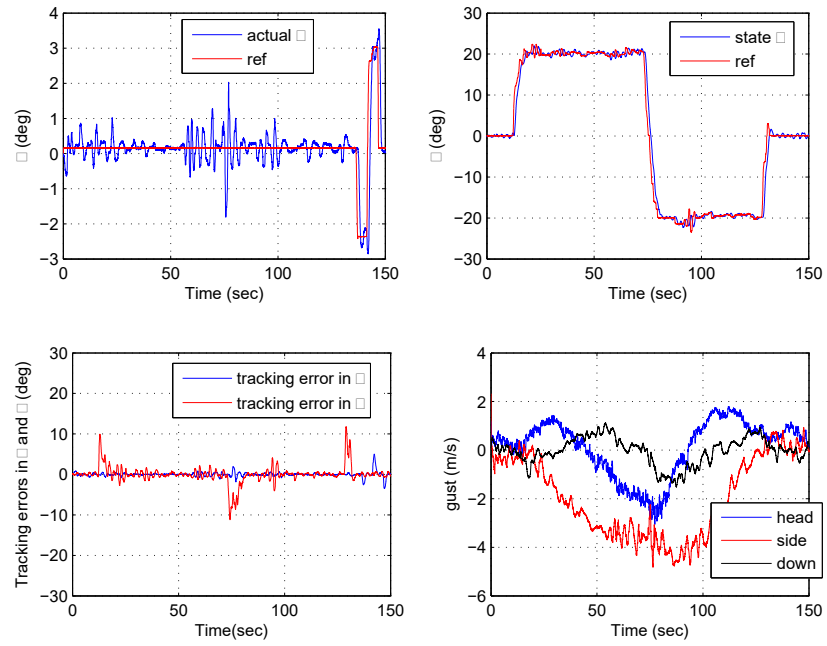 actual □
ref
4
3
2
1
0
−1
−2
−3
□ (deg)
0 50 100 150
Time (sec)
state □
ref
30
20
10
0
−10
−20
−30
□ (deg)
0 50 100 150
Time (sec)
tracking error in □
tracking error in □
30
20
10
0
−10
−20
−30
Tracking errors in □ and □ (deg)
0 50 100 150
Time(sec)
4
2
0
−2
−4
−6
gust (m/s)
head
side
down
0 50 100 150
Time (sec)